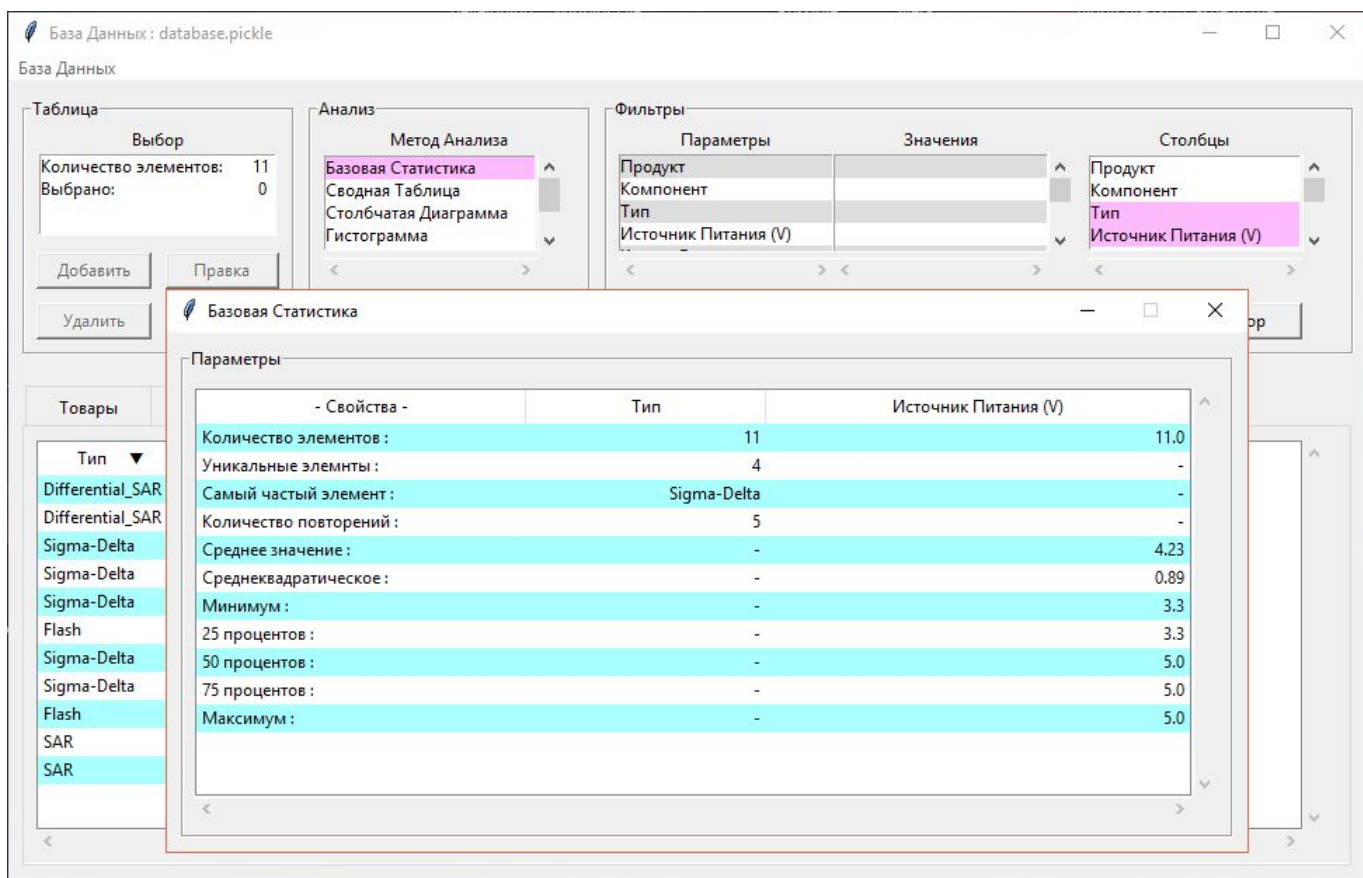 База Данных : database.pickle
База Данных
Таблица
Выбор
Количество элементов: 11
Выбрано: 0
Добавить Правка
Удалить
Анализ
Метод Анализа
Базовая Статистика
Сводная Таблица
Столбчатая Диаграмма
Гистограмма
Фильтры
Параметры Значения Столбцы
Продукт
Компонент
Тип
Источник Питания (V)
Продукт
Компонент
Тип
Источник Питания (V)
ор
Базовая Статистика
Параметры
- Свойства - Тип Источник Питания (V)
Количество элементов : 11 11.0
Уникальные элемнты : 4 -
Самый частый элемент : Sigma-Delta -
Количество повторений : 5 -
Среднее значение : - 4.23
Среднеквадратическое : - 0.89
Минимум : - 3.3
25 процентов : - 3.3
50 процентов : - 5.0
75 процентов : - 5.0
Максимум : - 5.0
Товары
Тип ▼
Differential_SAR
Differential_SAR
Sigma-Delta
Sigma-Delta
Sigma-Delta
Flash
Sigma-Delta
Sigma-Delta
Flash
SAR
SAR